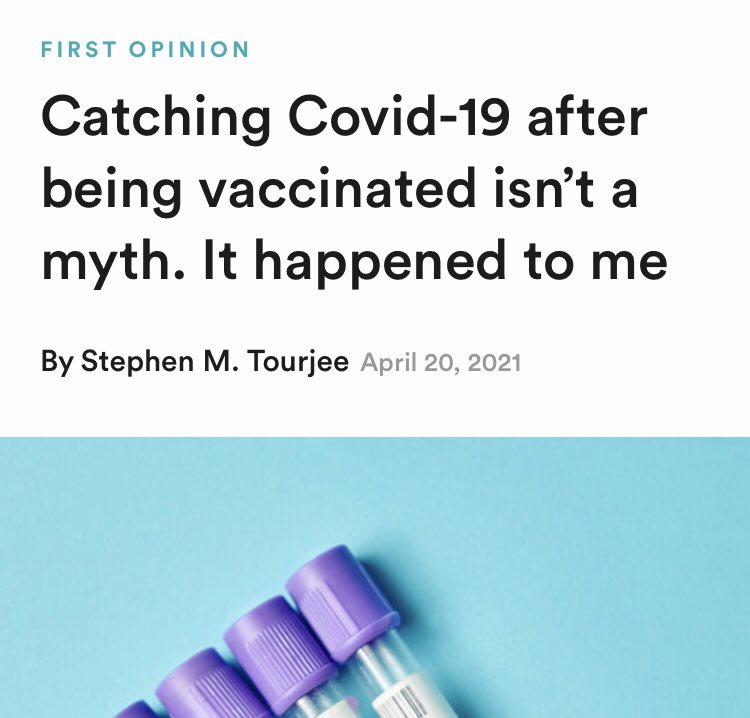 FIRST OPINION
Catching Covid-19 after
being vaccinated isn’t a
myth. It happened to me
By Stephen M. Tourjee April 20, 2021